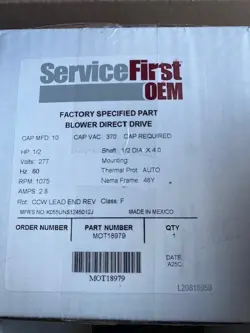 ServiceFirst
OEM
FACTORY SPECIFIED PART
BLOWER DIRECT DRIVE
CAP MFD: 10 CAP VAC: 370 CAP REQUIRED
HP: 1/2 Shaft: 1/2 DIA X 4.0
Volts: 277 Mounting:
Hz: 60 Thermal Prot: AUTO
RPM: 1075 Nema Frame: 48Y
AMPS: 2.8
Rot: CCW LEAD END REV Class: F
MADE IN MEXICO
ORDER NUMBER PART NUMBER QTY
MOT18979 1
DATE:
A25C
MOT18979